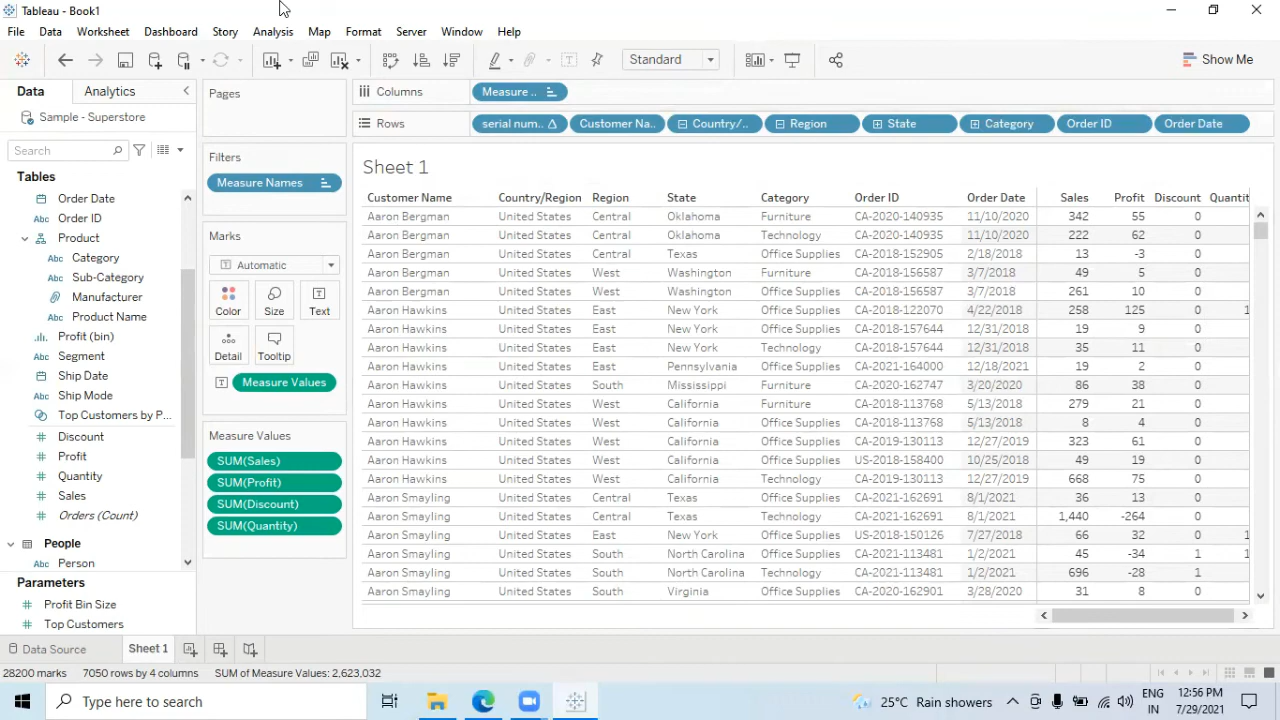 Tableau - Book1
File Data Worksheet Dashboard Story Analysis Map Format Server Window Help
Standard
Show Me
Data Analytics
Sample - Superstore
Search
Tables
Order Date
Order ID
Product
Category
Sub-Category
Manufacturer
Product Name
Profit (bin)
Segment
Ship Date
Ship Mode
Top Customers by P...
Discount
Profit
Quantity
Sales
Orders (Count)
People
Person
Parameters
Profit Bin Size
Top Customers
Pages
Filters
Measure Names
Marks
Automatic
Color Size Text
Detail Tooltip
Measure Values
Measure Values
SUM(Sales)
SUM(Profit)
SUM(Discount)
SUM(Quantity)
Columns Measure ..
Rows serial num.. Customer Na.. Country/.. Region State Category Order ID Order Date
Sheet 1
Customer Name Country/Region Region State Category Order ID Order Date Sales Profit Discount Quantit
Aaron Bergman United States Central Oklahoma Furniture CA-2020-140935 11/10/2020 342 55 0
Aaron Bergman United States Central Oklahoma Technology CA-2020-140935 11/10/2020 222 62 0
Aaron Bergman United States Central Texas Office Supplies CA-2018-152905 2/18/2018 13 -3 0
Aaron Bergman United States West Washington Furniture CA-2018-156587 3/7/2018 49 5 0
Aaron Bergman United States West Washington Office Supplies CA-2018-156587 3/7/2018 261 10 0
Aaron Hawkins United States East New York Furniture CA-2018-122070 4/22/2018 258 125 0 1
Aaron Hawkins United States East New York Office Supplies CA-2018-157644 12/31/2018 19 9 0
Aaron Hawkins United States East New York Technology CA-2018-157644 12/31/2018 35 11 0
Aaron Hawkins United States East Pennsylvania Office Supplies CA-2021-164000 12/18/2021 19 2 0
Aaron Hawkins United States South Mississippi Furniture CA-2020-162747 3/20/2020 86 38 0
Aaron Hawkins United States West California Furniture CA-2018-113768 5/13/2018 279 21 0
Aaron Hawkins United States West California Office Supplies CA-2018-113768 5/13/2018 8 4 0
Aaron Hawkins United States West California Office Supplies CA-2019-130113 12/27/2019 323 61 0
Aaron Hawkins United States West California Office Supplies US-2018-158400 10/25/2018 49 19 0
Aaron Hawkins United States West California Technology CA-2019-130113 12/27/2019 668 75 0
Aaron Smayling United States Central Texas Office Supplies CA-2021-162691 8/1/2021 36 13 0
Aaron Smayling United States Central Texas Technology CA-2021-162691 8/1/2021 1,440 -264 0
Aaron Smayling United States East New York Office Supplies US-2018-150126 7/27/2018 66 32 0 1
Aaron Smayling United States South North Carolina Office Supplies CA-2021-113481 1/2/2021 45 -34 1 1
Aaron Smayling United States South North Carolina Technology CA-2021-113481 1/2/2021 696 -28 1
Aaron Smayling United States South Virginia Office Supplies CA-2020-162901 3/28/2020 31 8 0
Data Source Sheet 1
28200 marks 7050 rows by 4 columns SUM of Measure Values: 2,623,032
Type here to search
25°C Rain showers
ENG
IN
12:56 PM
7/29/2021